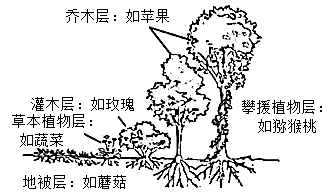 乔木层：如苹果
灌木层：如玫瑰
草本植物层：
如蔬菜
攀援植物层：
如猕猴桃
地被层：如蘑菇